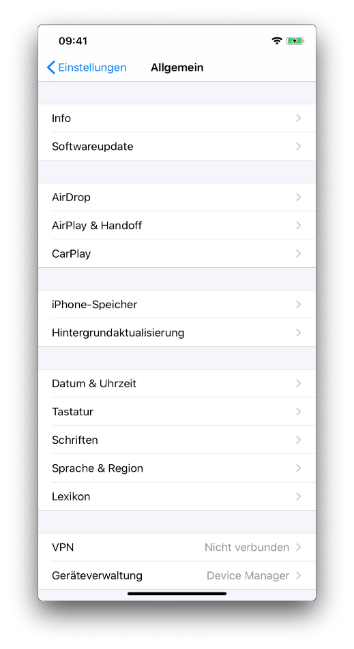 09:41
Einstellungen Allgemein
Info
Softwareupdate
AirDrop
AirPlay & Handoff
CarPlay
iPhone-Speicher
Hintergrundaktualisierung
Datum & Uhrzeit
Tastatur
Schriften
Sprache & Region
Lexikon
VPN Nicht verbunden
Geräteverwaltung Device Manager